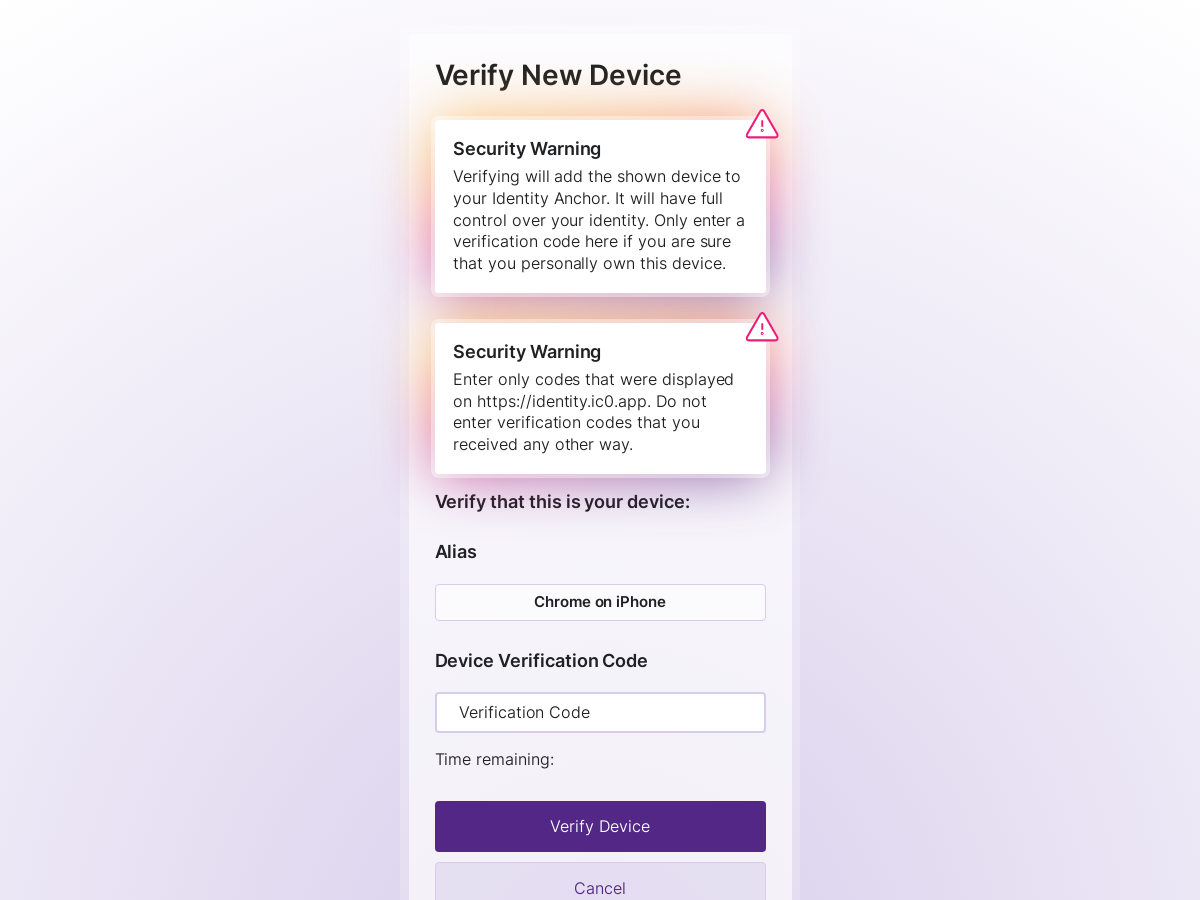 Verify New Device
Security Warning
Verifying will add the shown device to
your Identity Anchor. It will have full
control over your identity. Only enter a
verification code here if you are sure
that you personally own this device.
Security Warning
Enter only codes that were displayed
on https://identity.ic0.app. Do not
enter verification codes that you
received any other way.
Verify that this is your device:
Alias
Chrome on iPhone
Device Verification Code
Verification Code
Time remaining:
Verify Device
Cancel